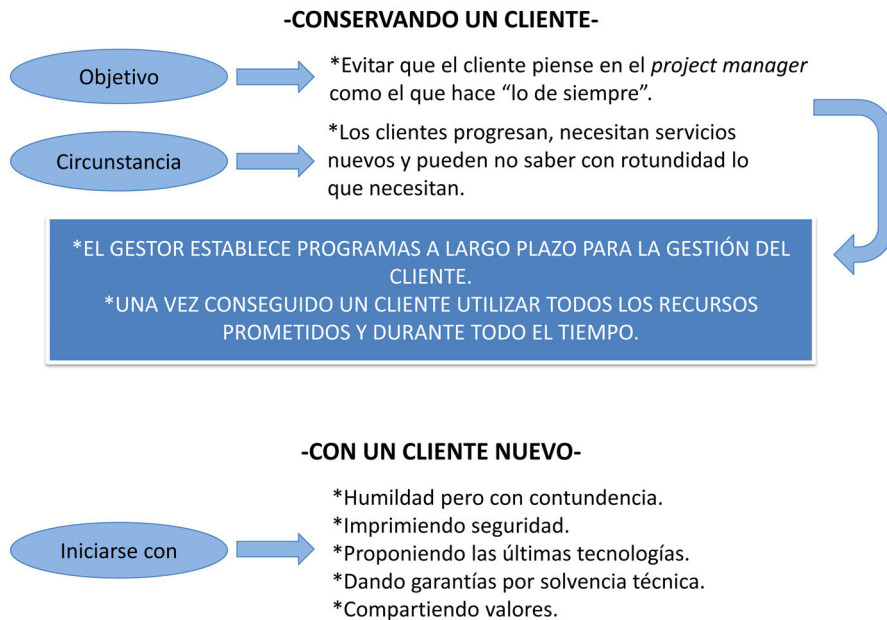 -CONSERVANDO UN CLIENTE-
Objetivo
*Evitar que el cliente piense en el project manager
como el que hace “lo de siempre”.
Circunstancia
*Los clientes progresan, necesitan servicios
nuevos y pueden no saber con rotundidad lo
que necesitan.
*EL GESTOR ESTABLECE PROGRAMAS A LARGO PLAZO PARA LA GESTIÓN DEL
CLIENTE.
*UNA VEZ CONSEGUIDO UN CLIENTE UTILIZAR TODOS LOS RECURSOS
PROMETIDOS Y DURANTE TODO EL TIEMPO.
-CON UN CLIENTE NUEVO-
Iniciarse con
*Humildad pero con contundencia.
*Imprimiendo seguridad.
*Proponiendo las últimas tecnologías.
*Dando garantías por solvencia técnica.
*Compartiendo valores.